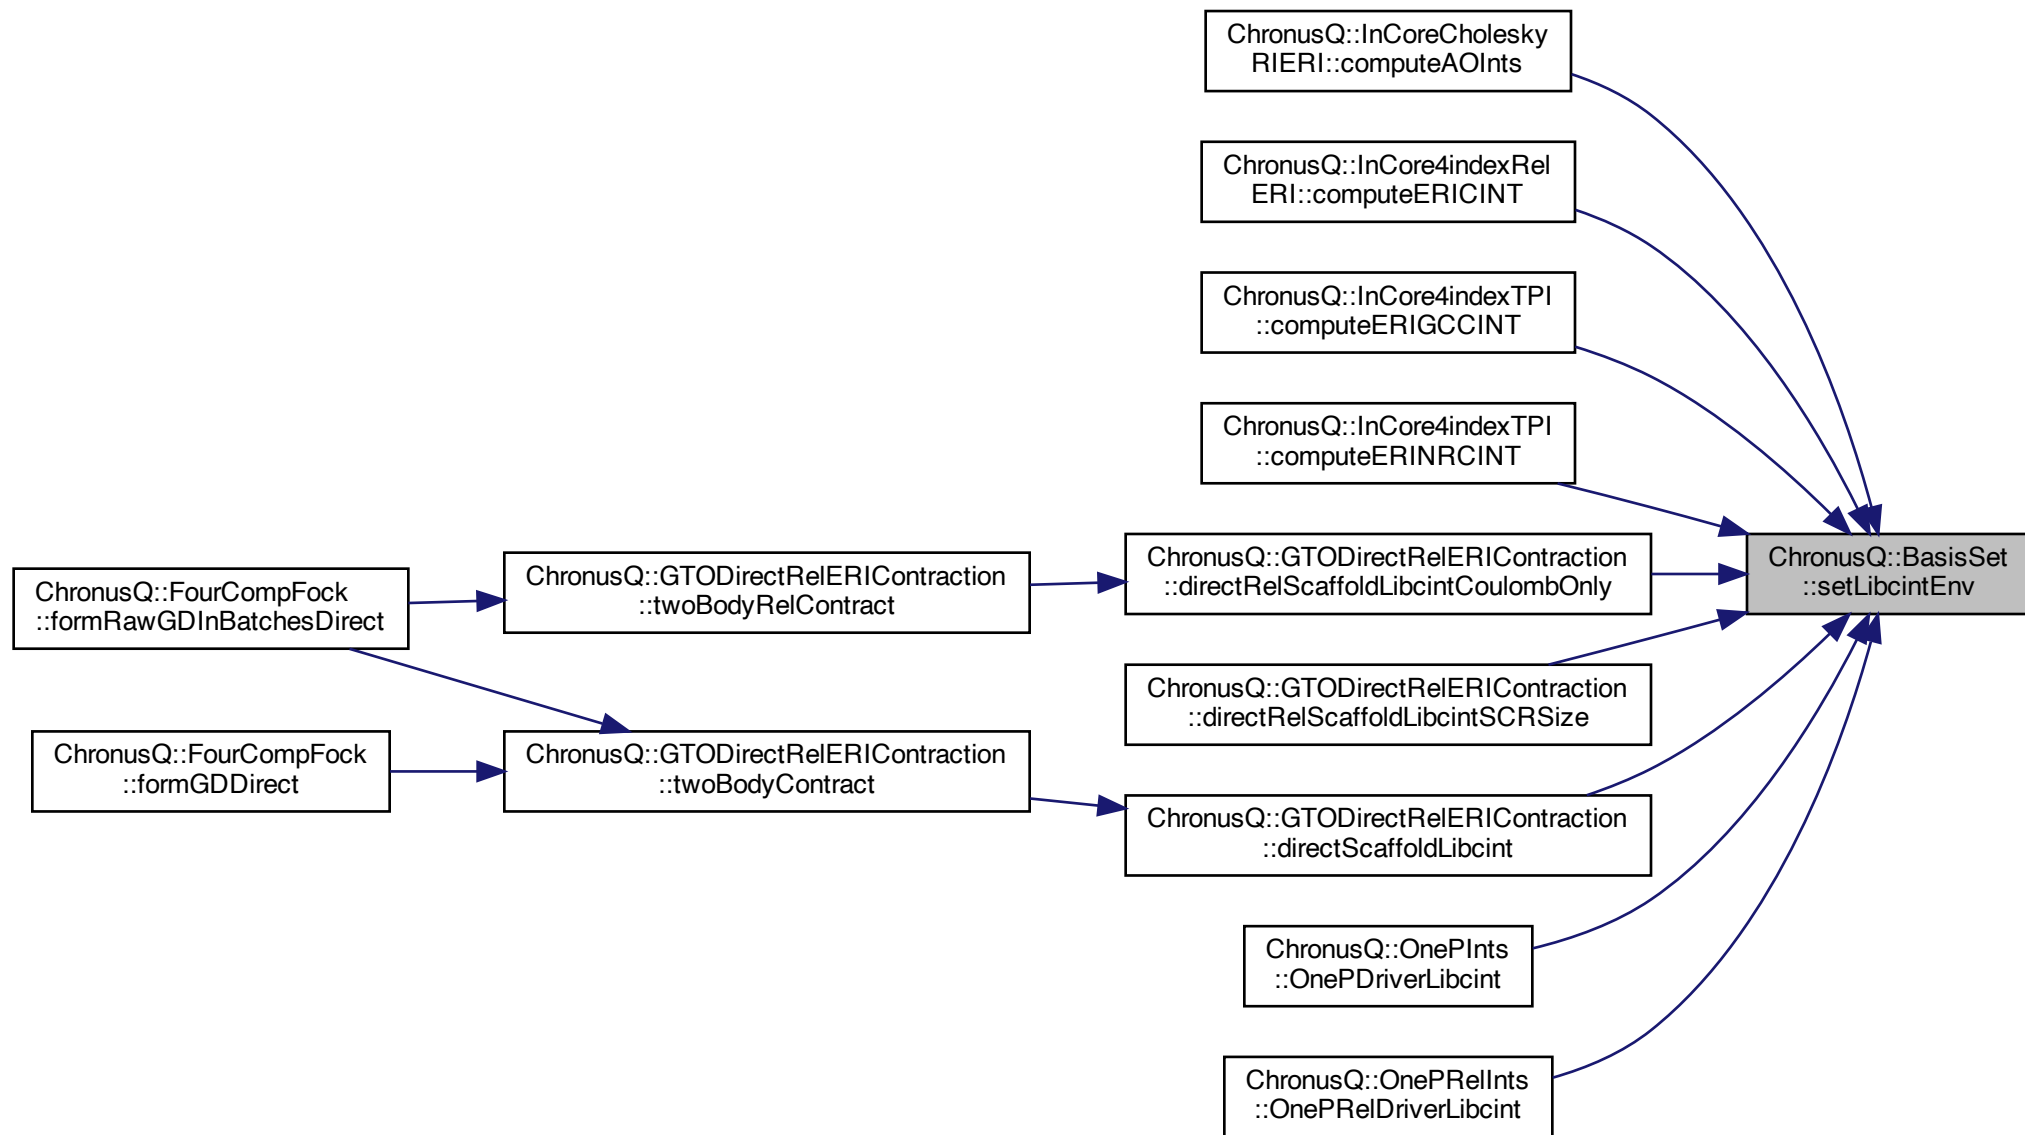 ChronusQ::InCoreCholesky
RIERI::computeAOInts
ChronusQ::InCore4indexRel
ERI::computeERICINT
ChronusQ::InCore4indexTPI
::computeERIGCCINT
ChronusQ::InCore4indexTPI
::computeERINRCINT
ChronusQ::FourCompFock
::formRawGDInBatchesDirect
ChronusQ::GTODirectRelERIContraction
::twoBodyRelContract
ChronusQ::GTODirectRelERIContraction
::directRelScaffoldLibcintCoulombOnly
ChronusQ::BasisSet
::setLibcintEnv
ChronusQ::GTODirectRelERIContraction
::directRelScaffoldLibcintSCRSize
ChronusQ::FourCompFock
::formGDDirect
ChronusQ::GTODirectRelERIContraction
::twoBodyContract
ChronusQ::GTODirectRelERIContraction
::directScaffoldLibcint
ChronusQ::OnePInts
::OnePDriverLibcint
ChronusQ::OnePRelInts
::OnePRelDriverLibcint